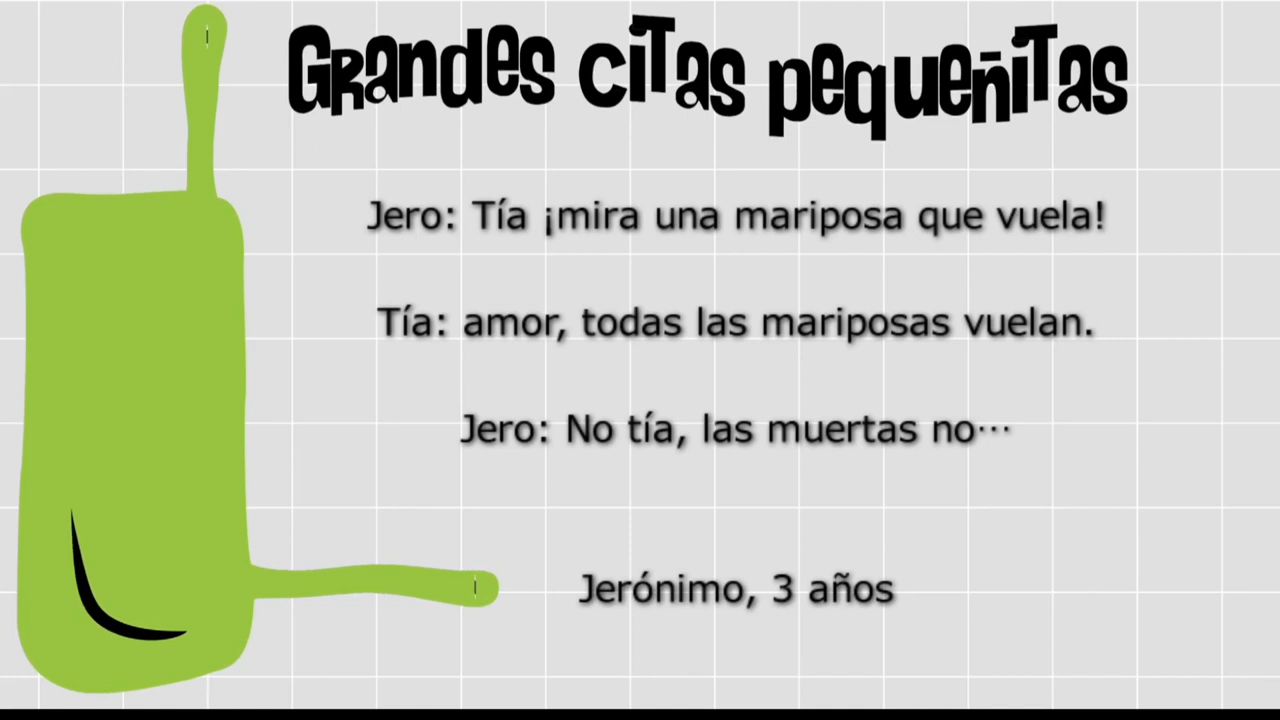 Grandes citas pequeñitas
Jero: Tía ¡mira una mariposa que vuela!
Tía: amor, todas las mariposas vuelan.
Jero: No tía, las muertas no···
Jerónimo, 3 años